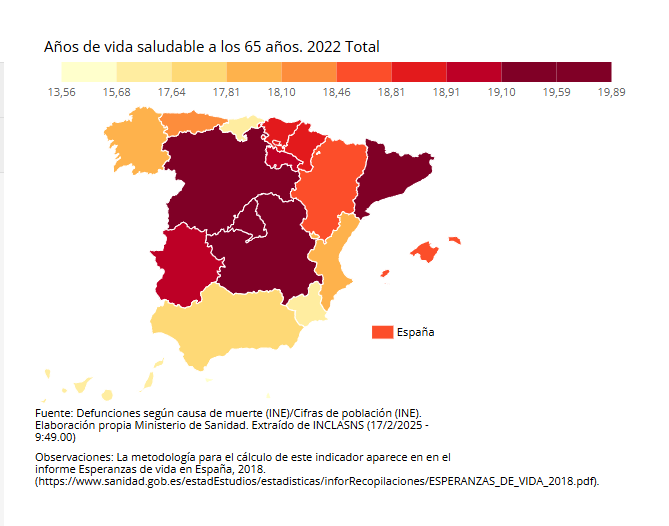 Años de vida saludable a los 65 años. 2022 Total
13,56 15,68 17,64 17,81 18,10 18,46 18,81 18,91 19,10 19,59 19,89
España
Fuente: Defunciones según causa de muerte (INE)/Cifras de población (INE).
Elaboración propia Ministerio de Sanidad. Extraído de INCLASNS (17/2/2025 -
9:49.00)
Observaciones: La metodología para el cálculo de este indicador aparece en en el
informe Esperanzas de vida en España, 2018.
(https://www.sanidad.gob.es/estadEstudios/estadisticas/inforRecopilaciones/ESPERANZAS_DE_VIDA_2018.pdf).